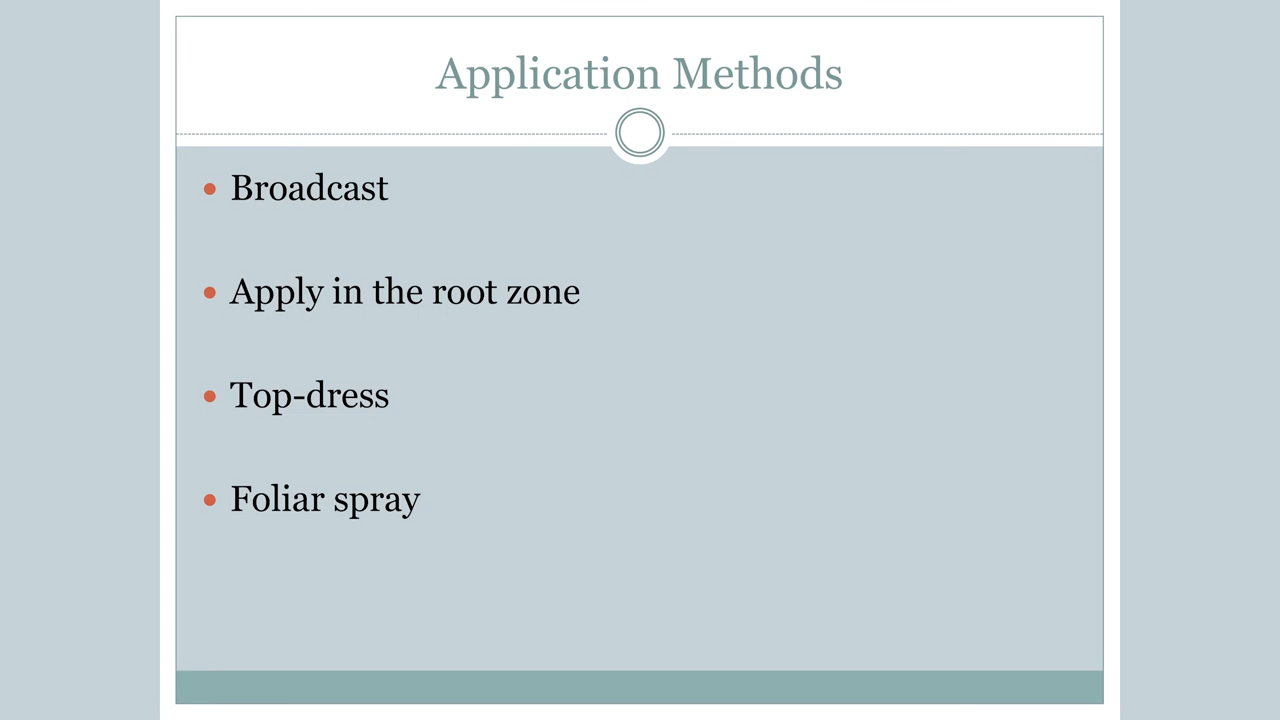 Application Methods
Broadcast
Apply in the root zone
Top-dress
Foliar spray